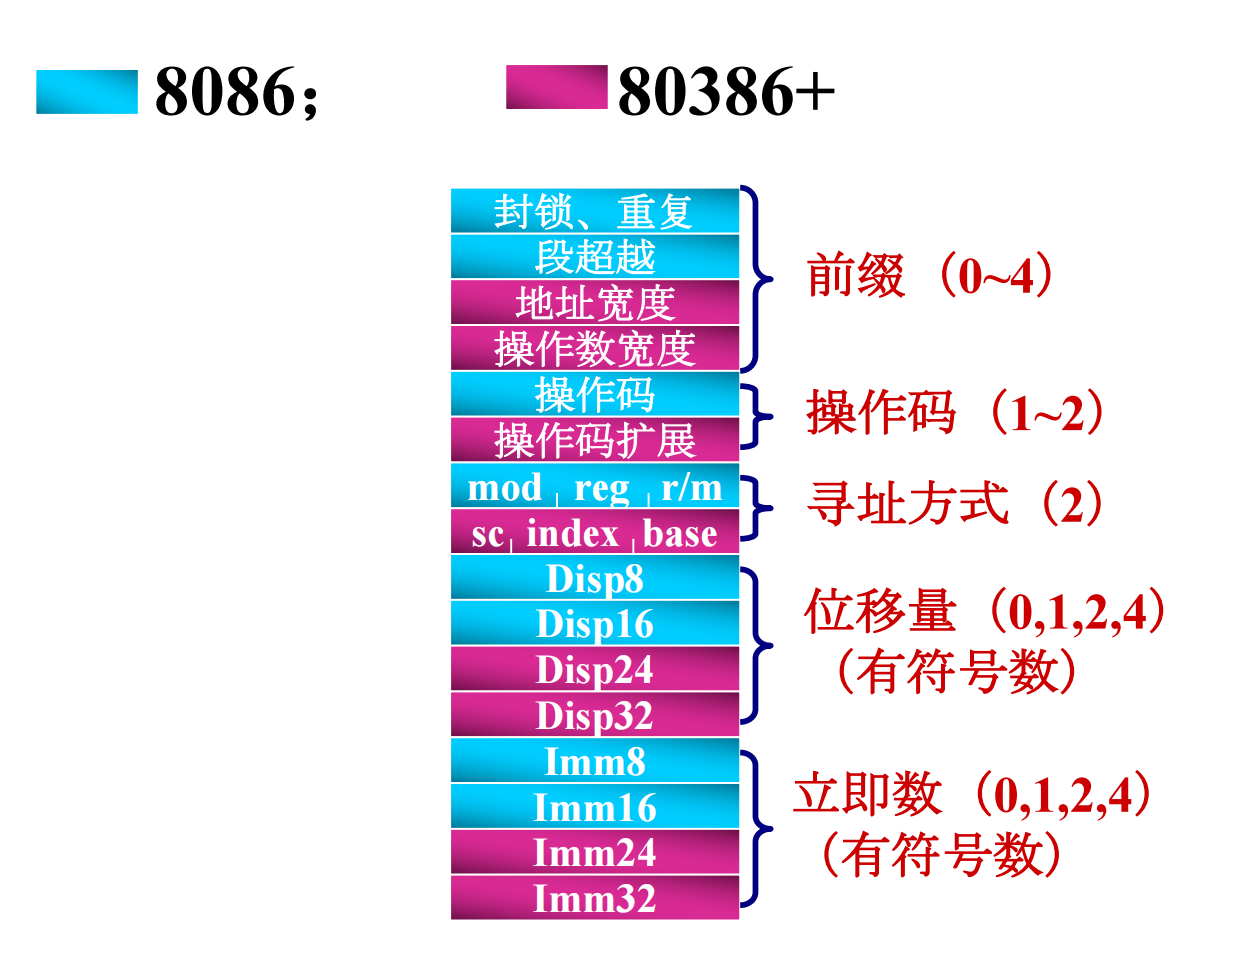 8086; 80386+
封锁、重复
段超越
地址宽度
操作数宽度
前缀（0~4）
操作码
操作码扩展
操作码（1~2）
mod reg r/m
sc index base
寻址方式（2）
Disp8
Disp16
Disp24
Disp32
位移量（0,1,2,4）
（有符号数）
Imm8
Imm16
Imm24
Imm32
立即数（0,1,2,4）
（有符号数）